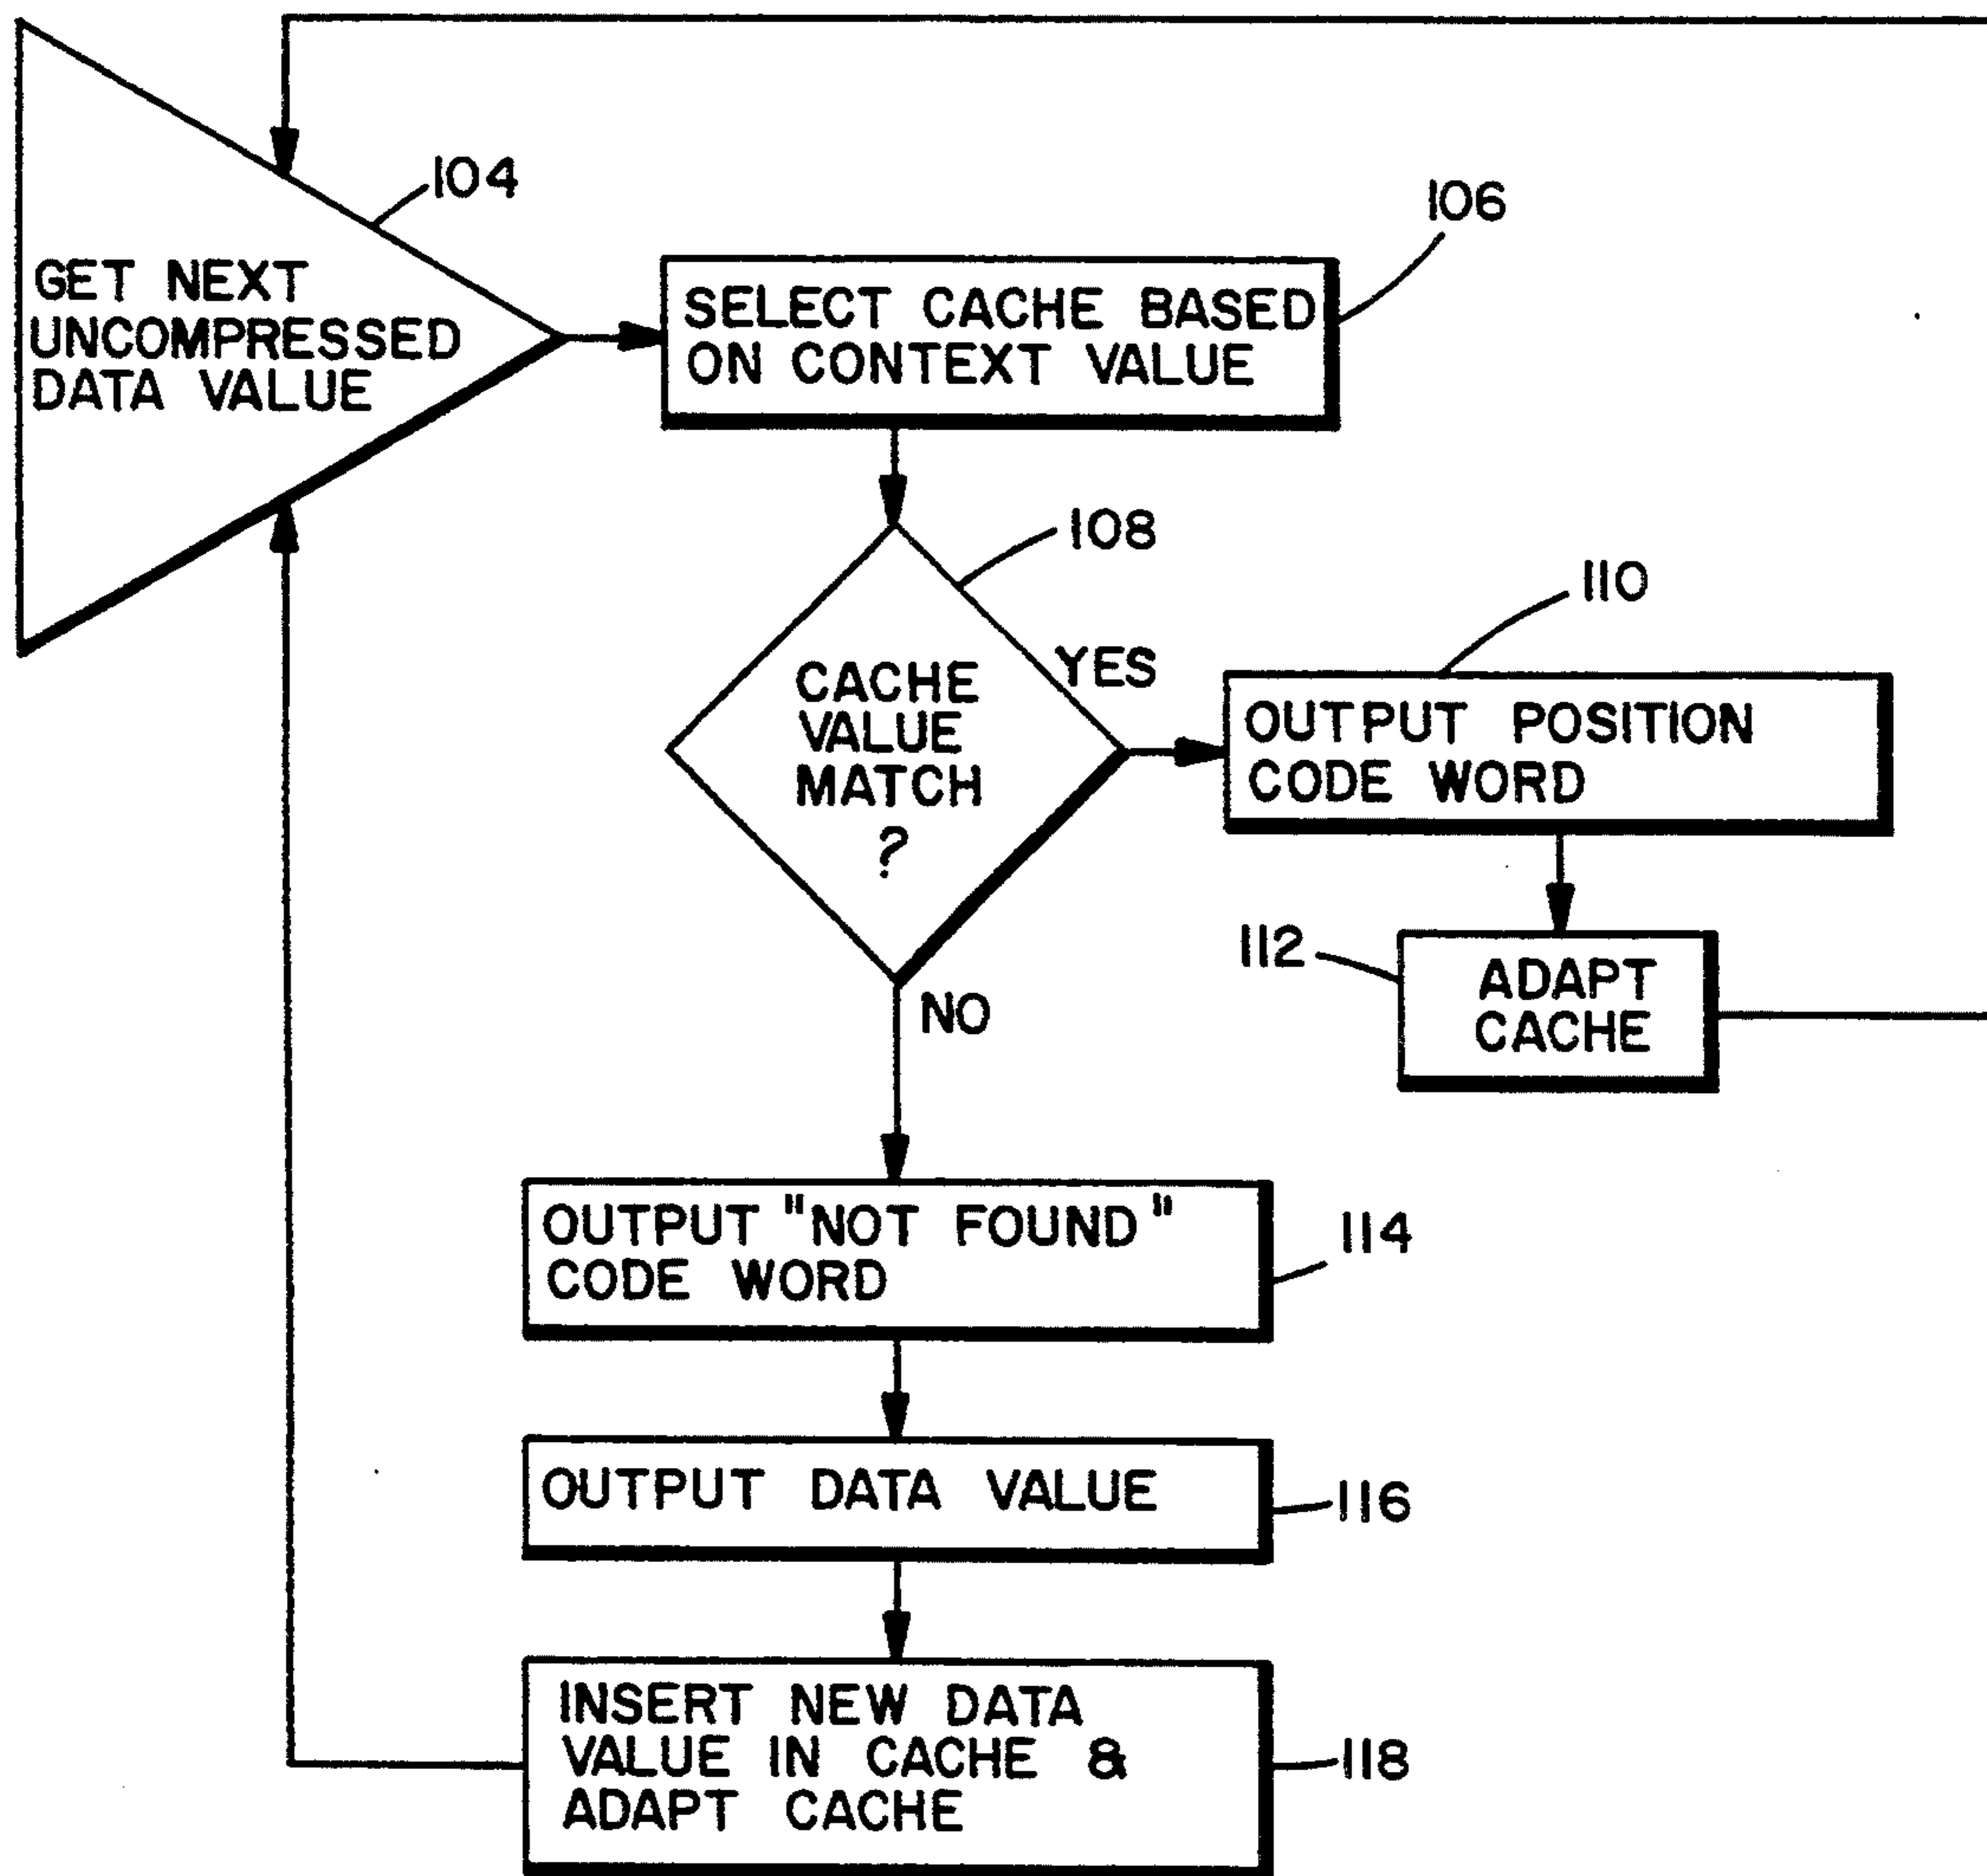 104
GET NEXT
UNCOMPRESSED
DATA VALUE
106
SELECT CACHE BASED
ON CONTEXT VALUE
108
CACHE
VALUE
MATCH
?
YES
110
OUTPUT POSITION
CODE WORD
112
ADAPT
CACHE
NO
OUTPUT "NOT FOUND"
CODE WORD
114
OUTPUT DATA VALUE
116
INSERT NEW DATA
VALUE IN CACHE &
ADAPT CACHE
118